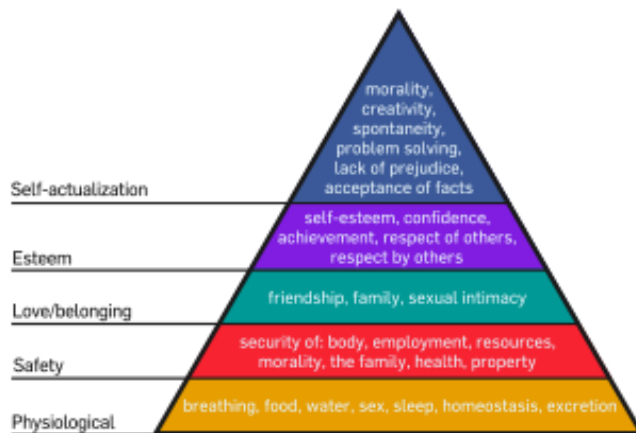 morality,
creativity,
spontaneity,
problem solving,
lack of prejudice,
acceptance of facts
Self-actualization
self-esteem, confidence,
achievement, respect of others,
respect by others
Esteem
friendship, family, sexual intimacy
Love/belonging
security of: body, employment, resources,
morality, the family, health, property
Safety
breathing, food, water, sex, sleep, homeostasis, excretion
Physiological